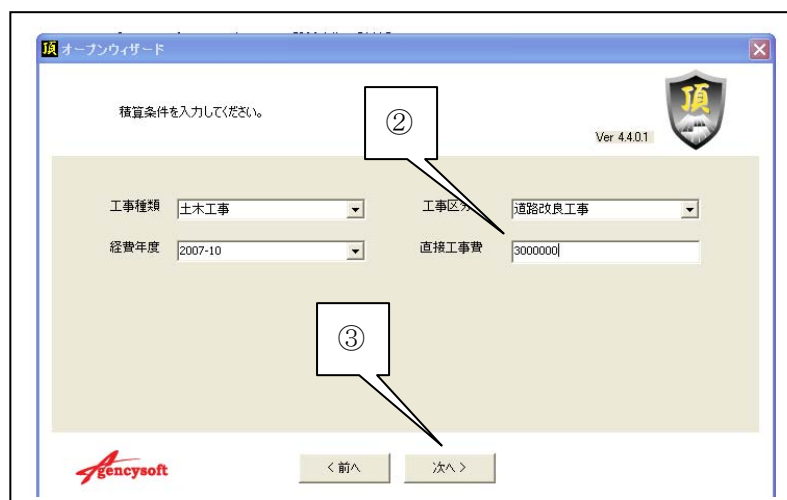 頂 オープンウィザード
積算条件を入力してください。
②
頂
Ver 4.4.0.1
工事種類 土木工事
工事区分 道路改良工事
経費年度 2007-10
直接工事費 3000000
③
Agencysoft
< 前へ
次へ >